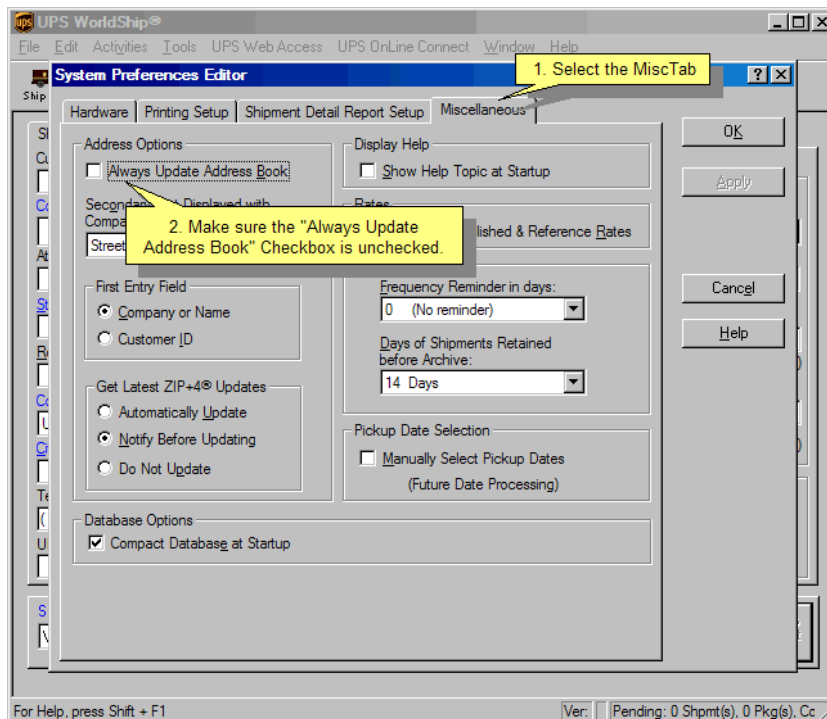 UPS WorldShip®
File Edit Activities Tools UPS Web Access UPS OnLine Connect Window Help
Ship
System Preferences Editor
1. Select the MiscTab
Hardware Printing Setup Shipment Detail Report Setup Miscellaneous
Address Options
Always Update Address Book
2. Make sure the "Always Update
Address Book" Checkbox is unchecked.
Street
First Entry Field
Company or Name
Customer ID
Get Latest ZIP+4® Updates
Automatically Update
Notify Before Updating
Do Not Update
Display Help
Show Help Topic at Startup
Rates
& Reference Rates
Frequency Reminder in days:
0 (No reminder)
Days of Shipments Retained
before Archive:
14 Days
Pickup Date Selection
Manually Select Pickup Dates
(Future Date Processing)
Database Options
Compact Database at Startup
OK
Apply
Cancel
Help
For Help, press Shift + F1
Ver:
Pending: 0 Shpmt(s), 0 Pkg(s), Cc